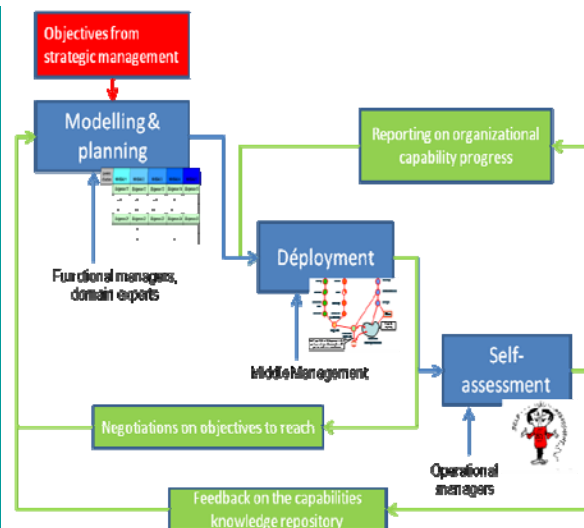 Objectives from
strategic management
Modelling &
planning
Reporting on organizational
capability progress
Functional managers,
domain experts
Déployment
Middle Management
Self-
assessment
Negotiations on objectives to reach
Operational
managers
Feedback on the capabilities
knowledge repository